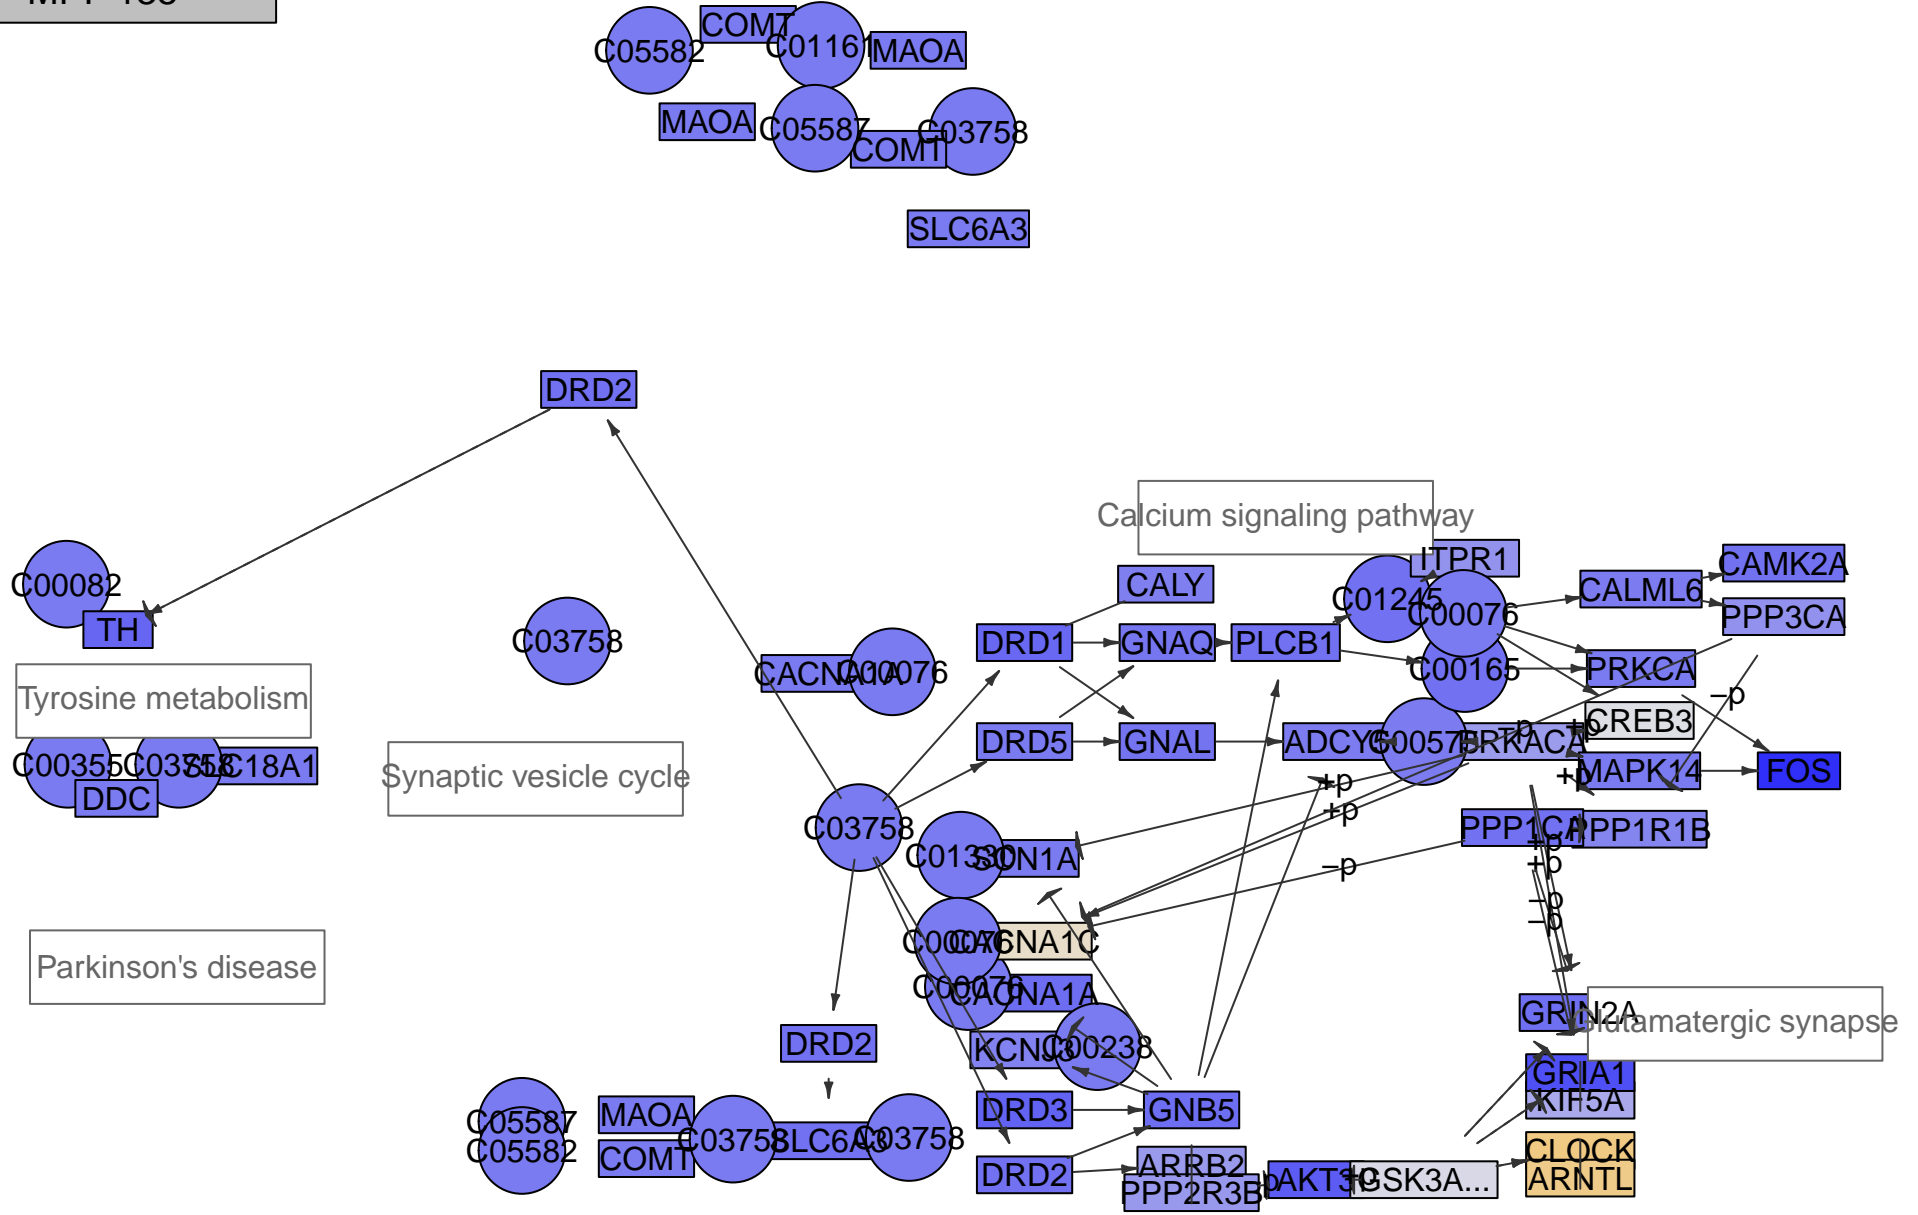 COMT
C05582
C01161
MAOA
MAOA
C05587
C03758
COMT
SLC6A3
DRD2
Calcium signaling pathway
ITPR1
CAMK2A
C00082
CALY
CALML6
C01245
C00076
PPP3CA
TH
C03758
DRD1
GNAQ
PLCB1
CACNA1A
C00076
C00165
PRKCA
Tyrosine metabolism
–p
CREB3
–p
+p
DRD5
GNAL
ADCY5
C00575
PRKACA
C00355
C03758
SLC18A1
Synaptic vesicle cycle
MAPK14
FOS
+p
+p
DDC
+p
C03758
PPP1CA
PPP1R1B
+p
C01330
SCN1A
–p
+p
–p
–p
C00076
CACNA1C
Parkinson's disease
C00076
CACNA1A
GRIN2A
Glutamatergic synapse
DRD2
KCNJ3
C00238
GRIA1
KIF5A
MAOA
DRD3
GNB5
C05587
C03758
SLC6A3
C03758
C05582
COMT
CLOCK
ARRB2
DRD2
ARNTL
PPP2R3B
–p
AKT3
+p
GSK3A...